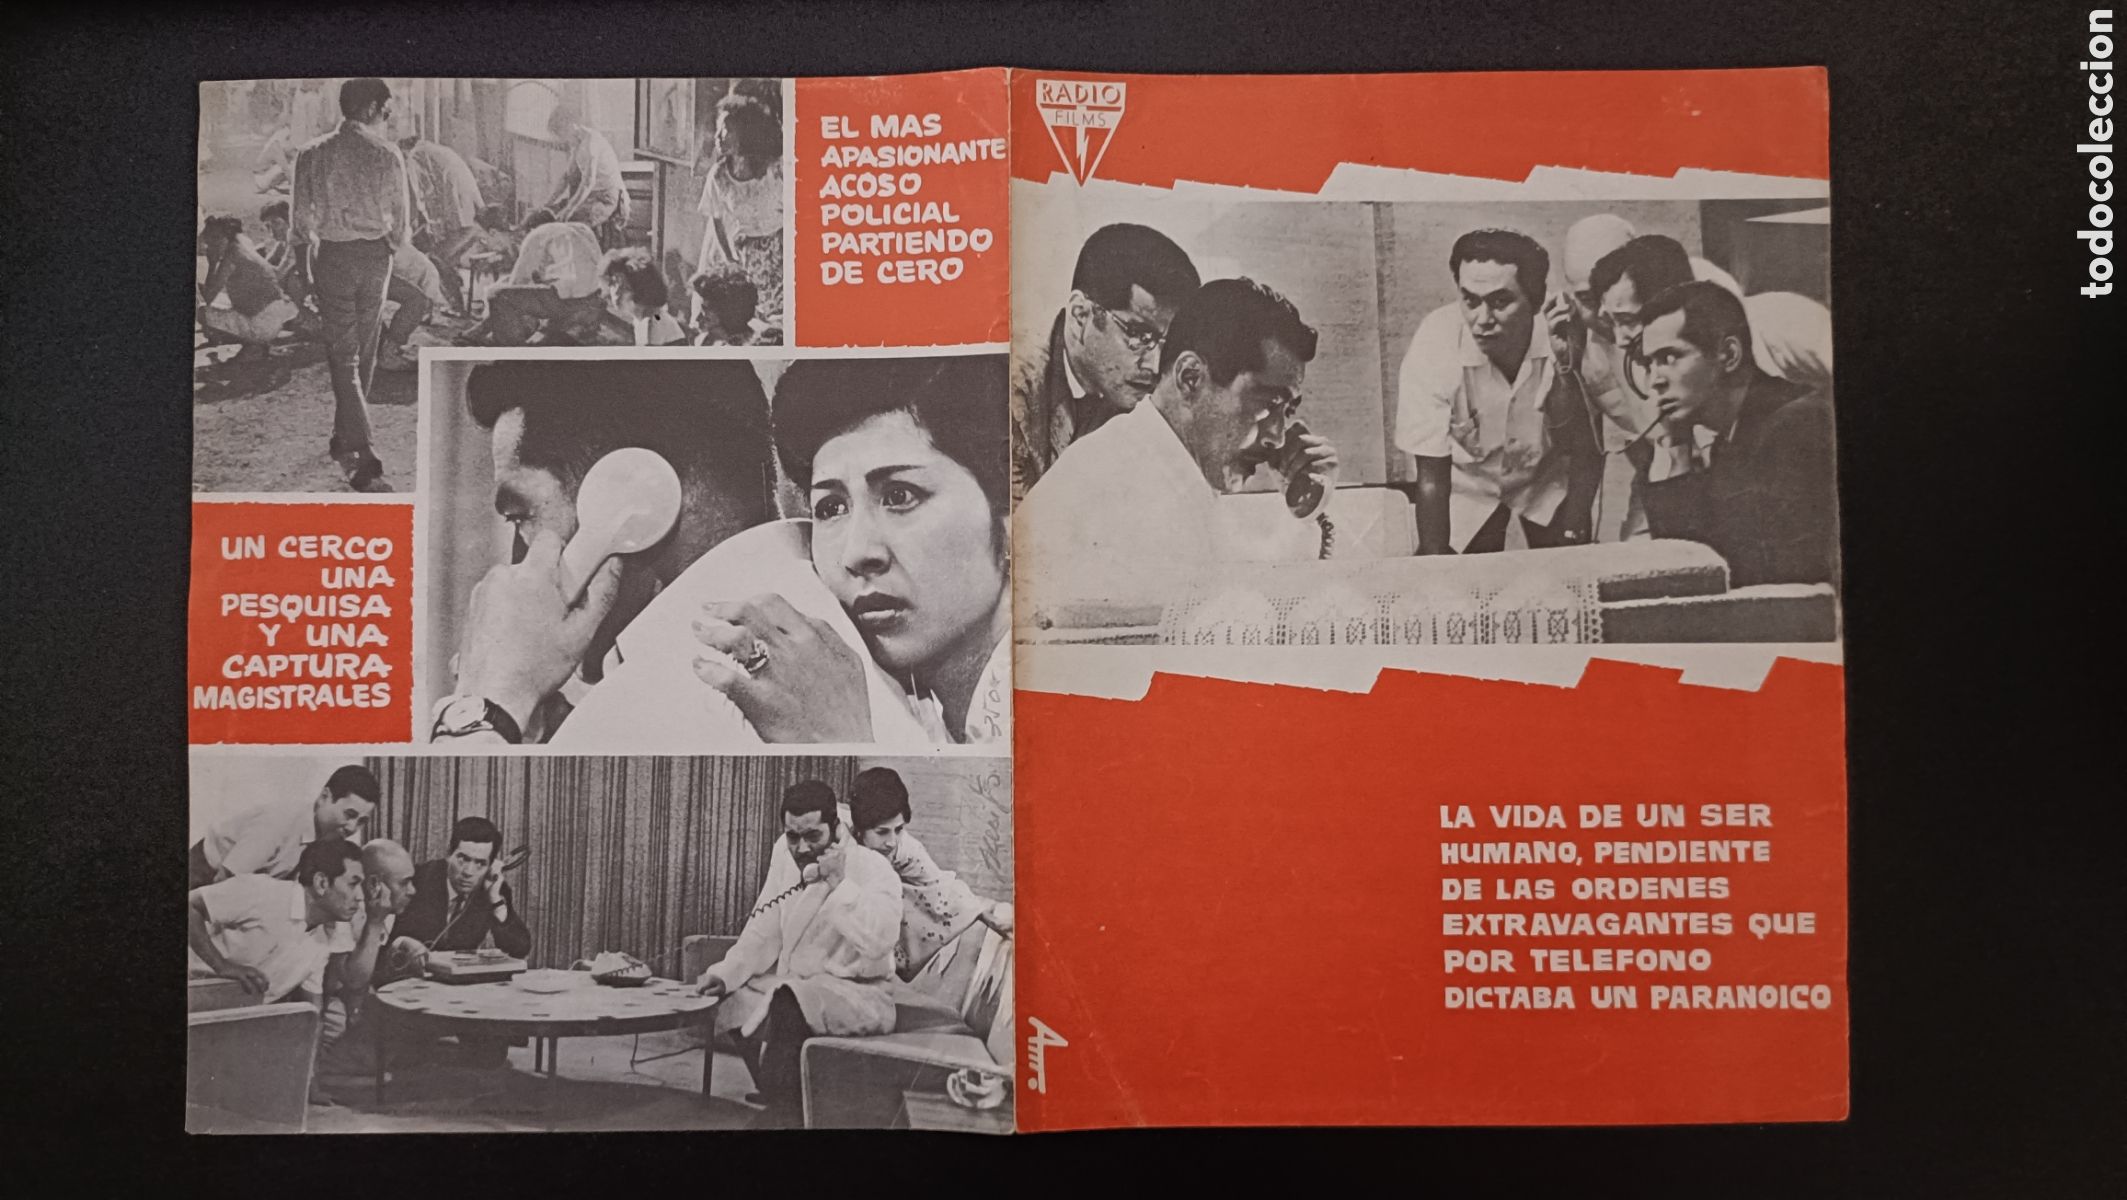 EL MAS
APASIONANTE
ACOSO
POLICIAL
PARTIENDO
DE CERO
UN CERCO
UNA
PESQUISA
Y UNA
CAPTURA
MAGISTRALES
RADIO
FILMS
LA VIDA DE UN SER
HUMANO, PENDIENTE
DE LAS ORDENES
EXTRAVAGANTES QUE
POR TELEFONO
DICTABA UN PARANOICO
todocoleccion